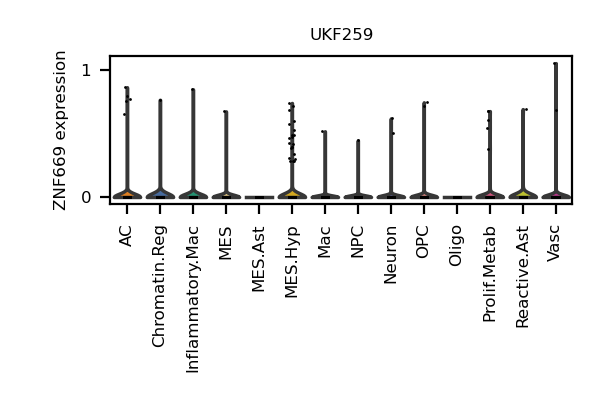 UKF259
ZNF669 expression
1
0
AC
Chromatin.Reg
Inflammatory.Mac
MES
MES.Ast
MES.Hyp
Mac
NPC
Neuron
OPC
Oligo
Prolif.Metab
Reactive.Ast
Vasc